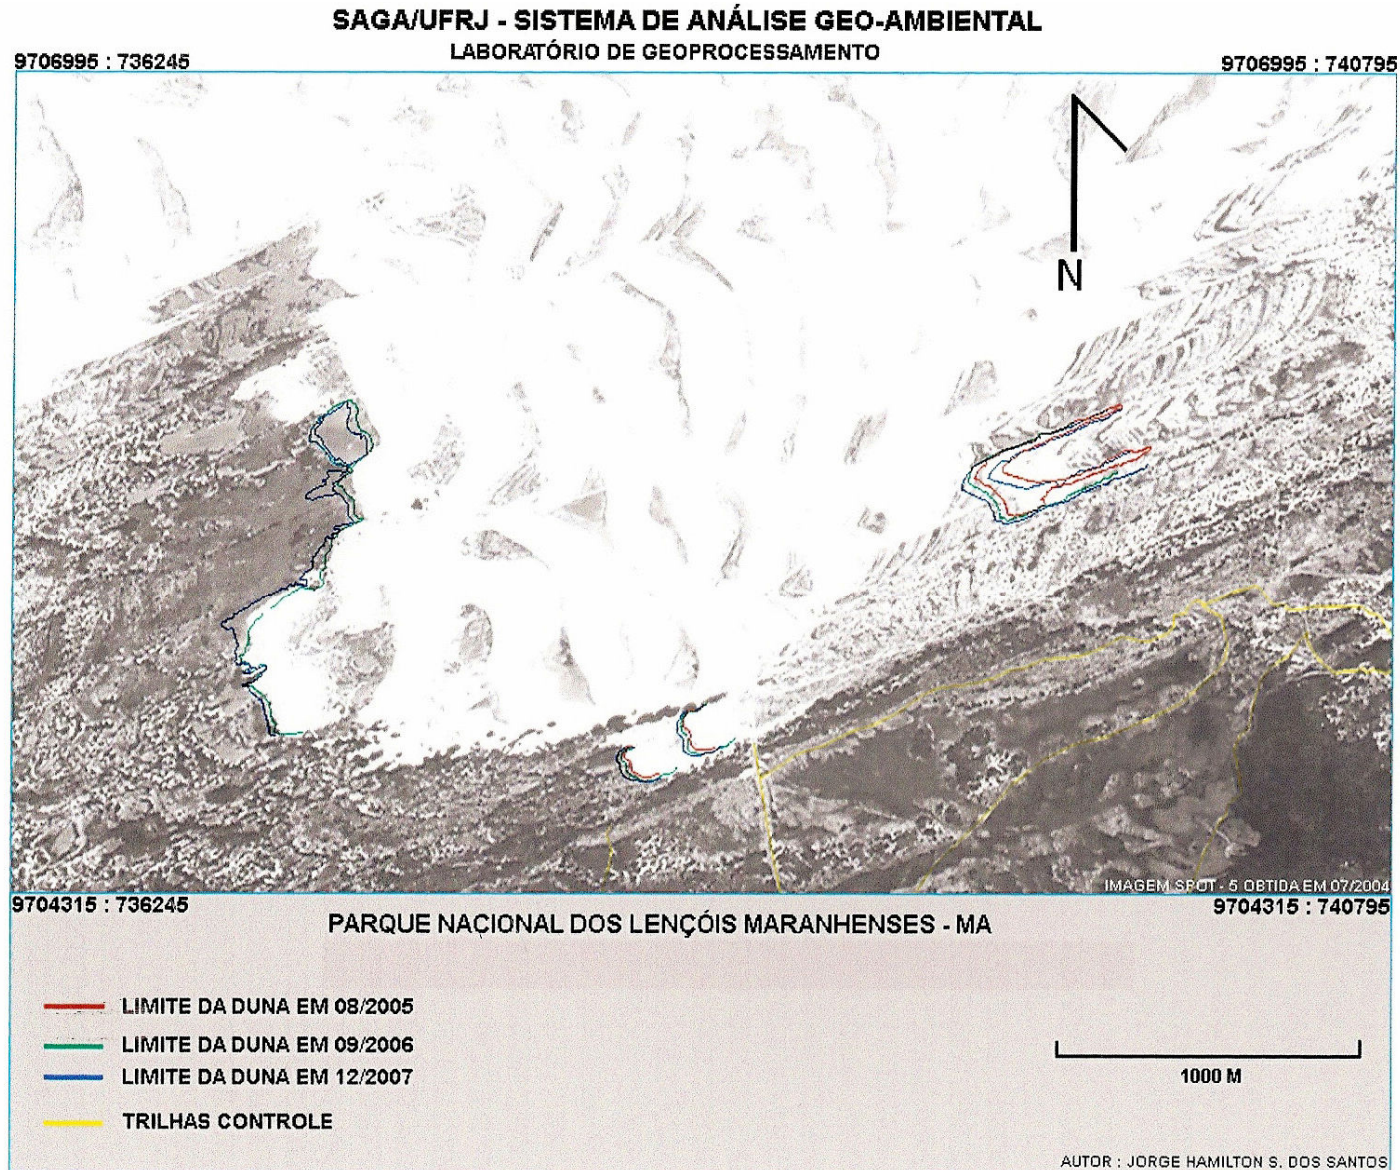 SAGA/UFRJ - SISTEMA DE ANÁLISE GEO-AMBIENTAL
LABORATÓRIO DE GEOPROCESSAMENTO
9706995 : 736245
9706995 : 740795
N
IMAGEM SPOT - 5 OBTIDA EM 07/2004
9704315 : 736245
9704315 : 740795
PARQUE NACIONAL DOS LENÇÓIS MARANHENSES - MA
LIMITE DA DUNA EM 08/2005
LIMITE DA DUNA EM 09/2006
LIMITE DA DUNA EM 12/2007
TRILHAS CONTROLE
1000 M
AUTOR : JORGE HAMILTON S. DOS SANTOS